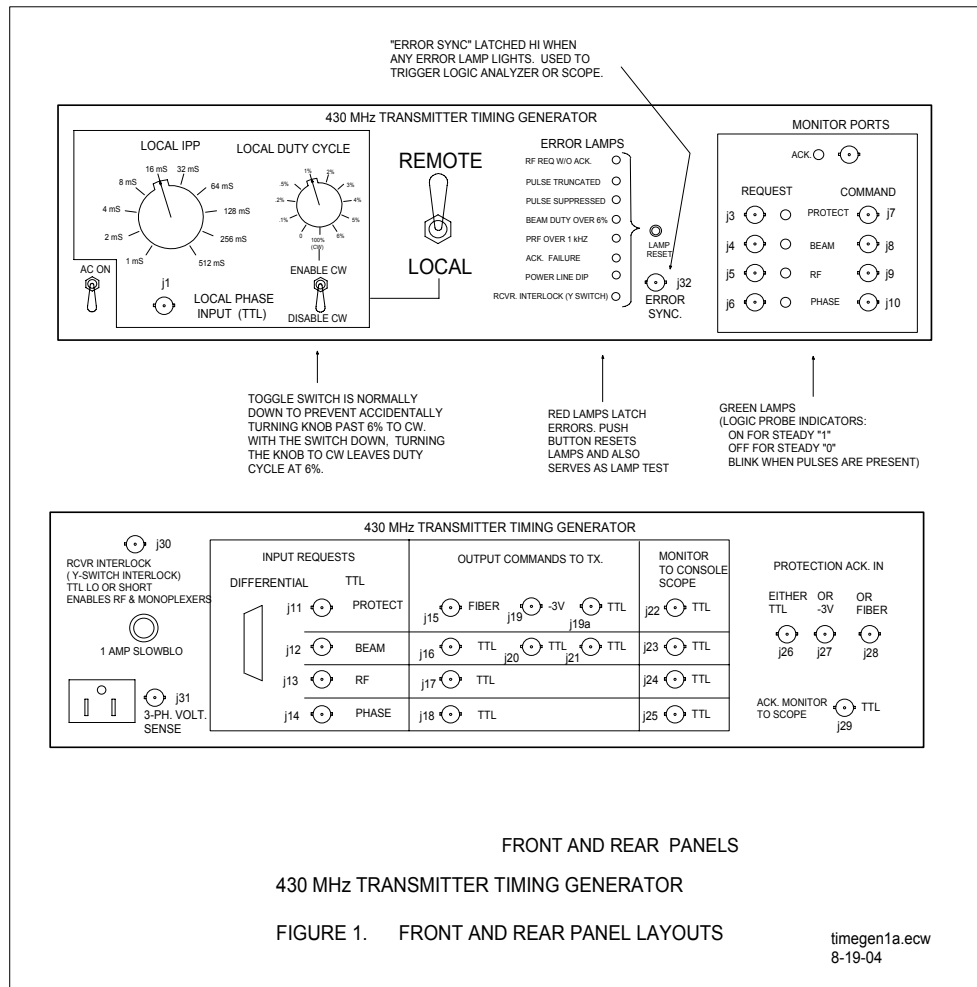 "ERROR SYNC" LATCHED HI WHEN
ANY ERROR LAMP LIGHTS. USED TO
TRIGGER LOGIC ANALYZER OR SCOPE.
430 MHz TRANSMITTER TIMING GENERATOR
LOCAL IPP
1 mS
2 mS
4 mS
8 mS
16 mS
32 mS
64 mS
128 mS
256 mS
512 mS
LOCAL DUTY CYCLE
0
.1%
.2%
.5%
1%
2%
3%
4%
5%
6%
100%
(CW)
AC ON
j1
LOCAL PHASE
INPUT (TTL)
ENABLE CW
DISABLE CW
REMOTE
LOCAL
ERROR LAMPS
RF REQ W/O ACK.
PULSE TRUNCATED
PULSE SUPPRESSED
BEAM DUTY OVER 6%
PRF OVER 1 kHZ
ACK. FAILURE
POWER LINE DIP
RCVR. INTERLOCK (Y SWITCH)
LAMP
RESET
j32
ERROR
SYNC.
MONITOR PORTS
ACK.
REQUEST
COMMAND
j3 PROTECT j7
j4 BEAM j8
j5 RF j9
j6 PHASE j10
TOGGLE SWITCH IS NORMALLY
DOWN TO PREVENT ACCIDENTALLY
TURNING KNOB PAST 6% TO CW.
WITH THE SWITCH DOWN, TURNING
THE KNOB TO CW LEAVES DUTY
CYCLE AT 6%.
RED LAMPS LATCH
ERRORS. PUSH
BUTTON RESETS
LAMPS AND ALSO
SERVES AS LAMP TEST
GREEN LAMPS
(LOGIC PROBE INDICATORS:
ON FOR STEADY "1"
OFF FOR STEADY "0"
BLINK WHEN PULSES ARE PRESENT)
430 MHz TRANSMITTER TIMING GENERATOR
j30
RCVR INTERLOCK
( Y-SWITCH INTERLOCK)
TTL LO OR SHORT
ENABLES RF & MONOPLEXERS
1 AMP SLOWBLO
j31
3-PH. VOLT.
SENSE
INPUT REQUESTS
DIFFERENTIAL
TTL
j11 PROTECT
j12 BEAM
j13 RF
j14 PHASE
OUTPUT COMMANDS TO TX.
j15 FIBER j19 -3V j19a TTL
j16 TTL j20 TTL j21 TTL
j17 TTL
j18 TTL
MONITOR
TO CONSOLE
SCOPE
j22 TTL
j23 TTL
j24 TTL
j25 TTL
PROTECTION ACK. IN
EITHER OR OR
TTL -3V FIBER
j26 j27 j28
ACK. MONITOR
TO SCOPE
TTL
j29
FRONT AND REAR PANELS
430 MHz TRANSMITTER TIMING GENERATOR
FIGURE 1. FRONT AND REAR PANEL LAYOUTS
timegen1a.ecw
8-19-04